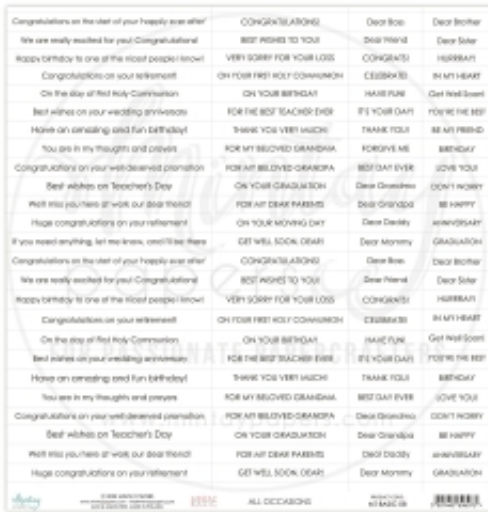 Congratulations on the start of your happily ever after! CONGRATULATIONS! Dear Boss Dear Brother
We are really excited for you! Congratulations! BEST WISHES TO YOU! Dear Friend Dear Sister
Happy birthday to one of the nicest people I know! VERY SORRY FOR YOUR LOSS CONGRATS! HURRRAY!
Congratulations on your retirement! ON YOUR FIRST HOLY COMMUNION CELEBRATE! IN MY HEART
On the day of First Holy Communion ON YOUR BIRTHDAY HAVE FUN! Get Well Soon!
Best wishes on your wedding anniversary FOR THE BEST TEACHER EVER IT'S YOUR DAY! YOU'RE THE BEST
Have an amazing and fun birthday! THANK YOU VERY MUCH! THANK YOU! BE MY FRIEND
You are in my thoughts and prayers FOR MY BELOVED GRANDMA FORGIVE ME BIRTHDAY
Congratulations on your well-deserved promotion FOR MY BELOVED GRANDPA BEST DAY EVER LOVE YOU!
Best wishes on Teacher's Day ON YOUR GRADUATION Dear Grandma DON'T WORRY
We'll miss you here at work our dear friend! FOR MY DEAR PARENTS Dear Grandpa BE HAPPY
Huge congratulations on your retirement ON YOUR MOVING DAY Dear Daddy ANNIVERSARY
If you need anything, let me know, and I'll be there GET WELL SOON, DEAR! Dear Mommy GRADUATION
Congratulations on the start of your happily ever after! CONGRATULATIONS! Dear Boss Dear Brother
We are really excited for you! Congratulations! BEST WISHES TO YOU! Dear Friend Dear Sister
Happy birthday to one of the nicest people I know! VERY SORRY FOR YOUR LOSS CONGRATS! HURRRAY!
Congratulations on your retirement! ON YOUR FIRST HOLY COMMUNION CELEBRATE! IN MY HEART
On the day of First Holy Communion ON YOUR BIRTHDAY HAVE FUN! Get Well Soon!
Best wishes on your wedding anniversary FOR THE BEST TEACHER EVER IT'S YOUR DAY! YOU'RE THE BEST
Have an amazing and fun birthday! THANK YOU VERY MUCH! THANK YOU! BIRTHDAY
You are in my thoughts and prayers FOR MY BELOVED GRANDMA BEST DAY EVER LOVE YOU!
Congratulations on your well-deserved promotion FOR MY BELOVED GRANDPA Dear Grandma DON'T WORRY
Best wishes on Teacher's Day ON YOUR GRADUATION Dear Grandpa BE HAPPY
We'll miss you here at work our dear friend! FOR MY DEAR PARENTS Dear Daddy ANNIVERSARY
Huge congratulations on your retirement GET WELL SOON, DEAR! Dear Mommy GRADUATION
ALL OCCASIONS